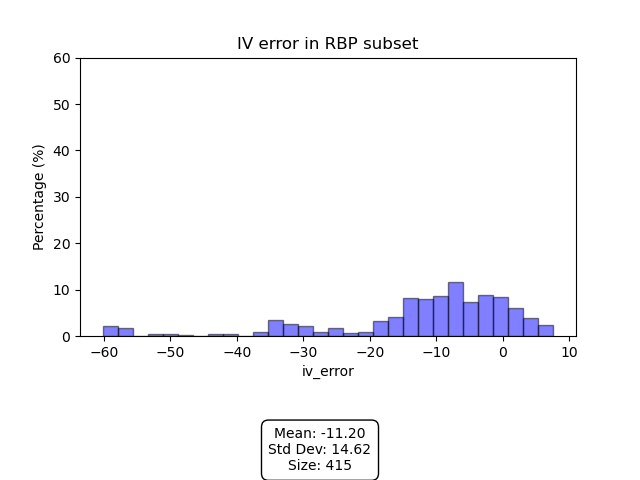 IV error in RBP subset
60
50
40
30
20
10
0
Percentage (%)
−60 −50 −40 −30 −20 −10 0 10
iv_error
Mean: -11.20
Std Dev: 14.62
Size: 415